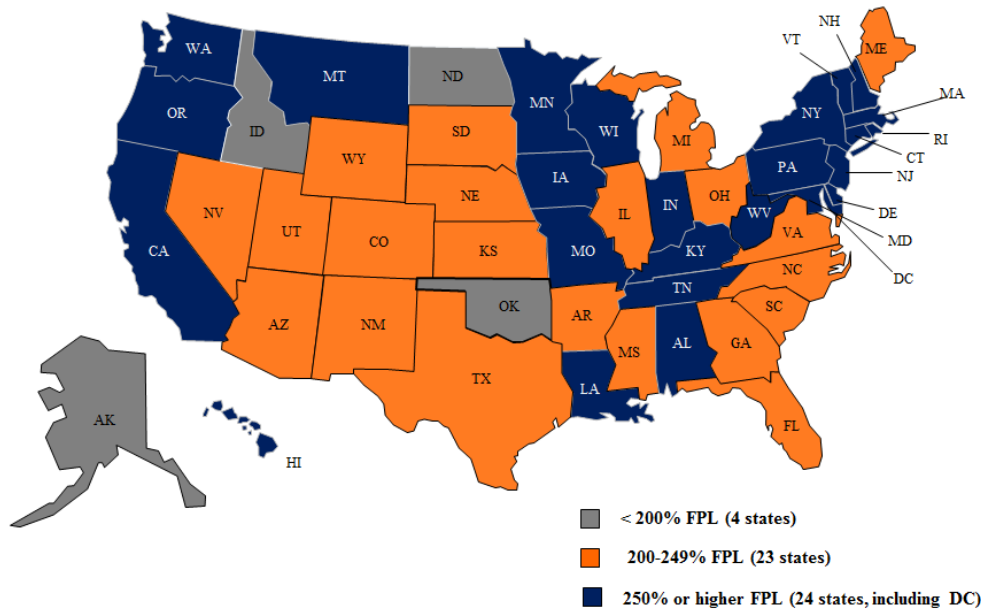 NH
VT
WA
ME
MT
ND
MN
MA
OR
NY
ID
SD
WI
MI
RI
WY
CT
PA
NJ
IA
NE
OH
NV
IL
IN
DE
UT
WV
CO
VA
MD
CA
KS
MO
KY
NC
DC
TN
OK
SC
AZ
NM
AR
GA
MS
AL
TX
LA
AK
FL
HI
< 200% FPL (4 states)
200-249% FPL (23 states)
250% or higher FPL (24 states, including DC)